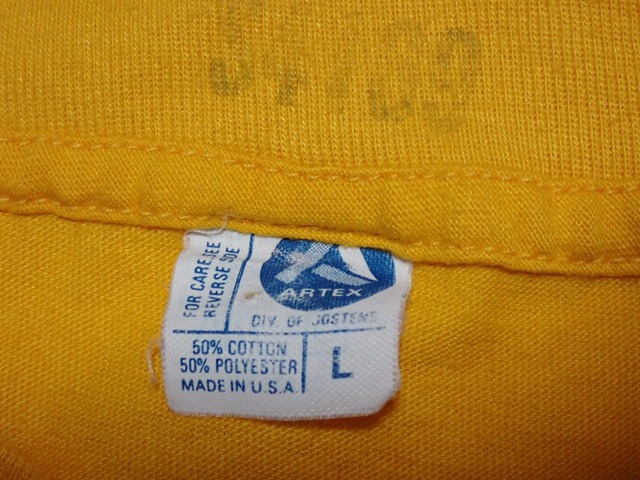 FOR CARE SEE
REVERSE SIDE
ARTEX
DIV. OF JOSTENS
50% COTTON
50% POLYESTER
MADE IN U.S.A.
L